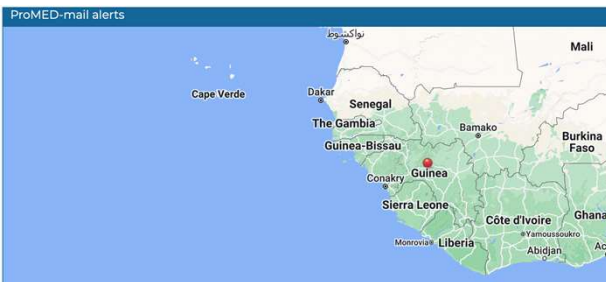 ProMED-mail alerts
نواكشوط
Mali
Cape Verde
Dakar
Senegal
The Gambia
Bamako
Burkina
Faso
Guinea-Bissau
Guinea
Conakry
Sierra Leone
Côte d'Ivoire
Ghana
Yamoussoukro
Monrovia
Liberia
Abidjan
Ac